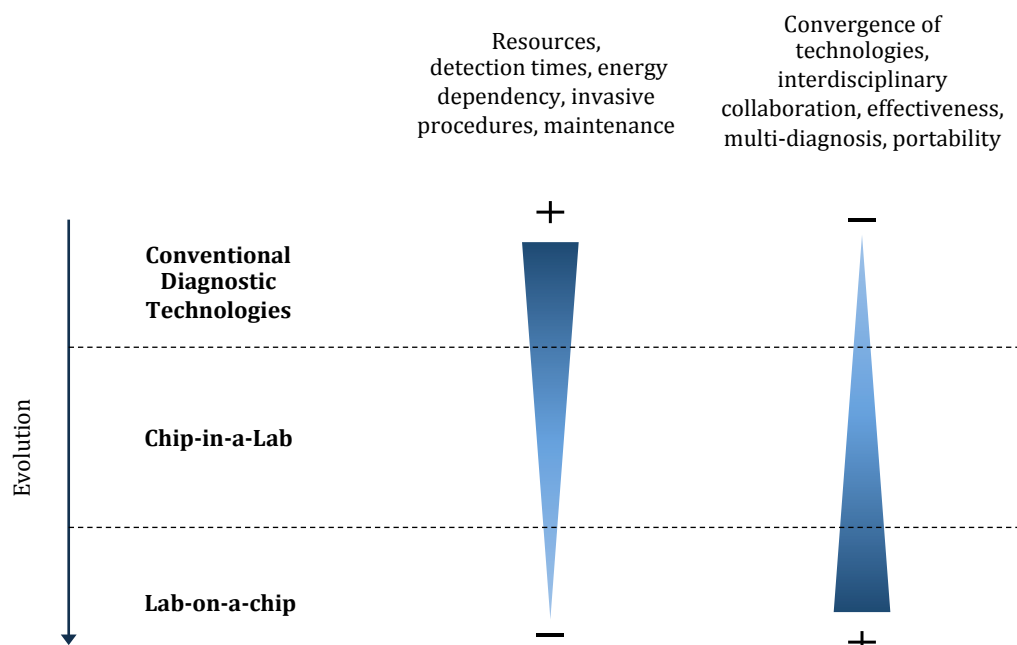 Resources,
detection times, energy
dependency, invasive
procedures, maintenance
Convergence of
technologies,
interdisciplinary
collaboration, effectiveness,
multi-diagnosis, portability
+
−
Conventional
Diagnostic
Technologies
Evolution
Chip-in-a-Lab
Lab-on-a-chip
−
+